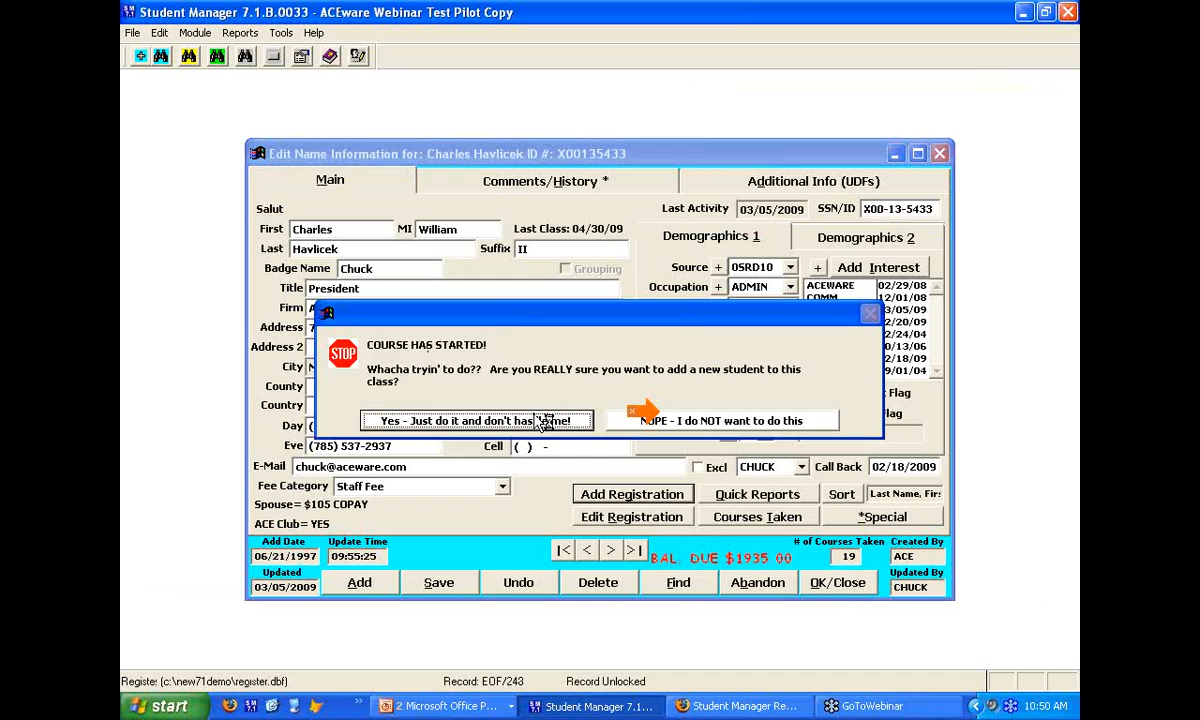 Student Manager 7.1.B.0033 - ACEware Webinar Test Pilot Copy
File Edit Module Reports Tools Help
Edit Name Information for: Charles Havlicek ID #: X00135433
Main Comments/History * Additional Info (UDFs)
Salut Last Activity 03/05/2009 SSN/ID X00-13-5433
First Charles MI William Last Class: 04/30/09 Demographics 1 Demographics 2
Last Havlicek Suffix II
Badge Name Chuck Grouping Source + 0SRD10 + Add Interest
Title President Occupation + ADMIN ACEWARE 02/29/08
COMM 12/01/08
Firm
Address 7
Address 2
City
County
Country
Day (
03/05/09
02/20/09
02/24/04
10/13/06
02/18/09
09/01/04
Flag
Flag
STOP
COURSE HAS STARTED!
Whacha tryin' to do?? Are you REALLY sure you want to add a new student to this
class?
Yes - Just do it and don't me! NOPE - I do NOT want to do this
Eve (785) 537-2937 Cell ( ) -
E-Mail chuck@aceware.com Excl CHUCK Call Back 02/18/2009
Fee Category Staff Fee Add Registration Quick Reports Sort Last Name, Firs
Spouse= $105 COPAY Edit Registration Courses Taken *Special
ACE Club= YES
Add Date Update Time # of Courses Taken Created By
06/21/1997 09:55:25 |< < > >| BAL DUE $1935 00 19 ACE
Updated Updated By
03/05/2009 Add Save Undo Delete Find Abandon OK/Close CHUCK
Registe: (c:\new71demo\register.dbf) Record: EOF/243 Record Unlocked
start 2 Microsoft Office P... Student Manager 7.1... Student Manager Re... GoToWebinar 10:50 AM